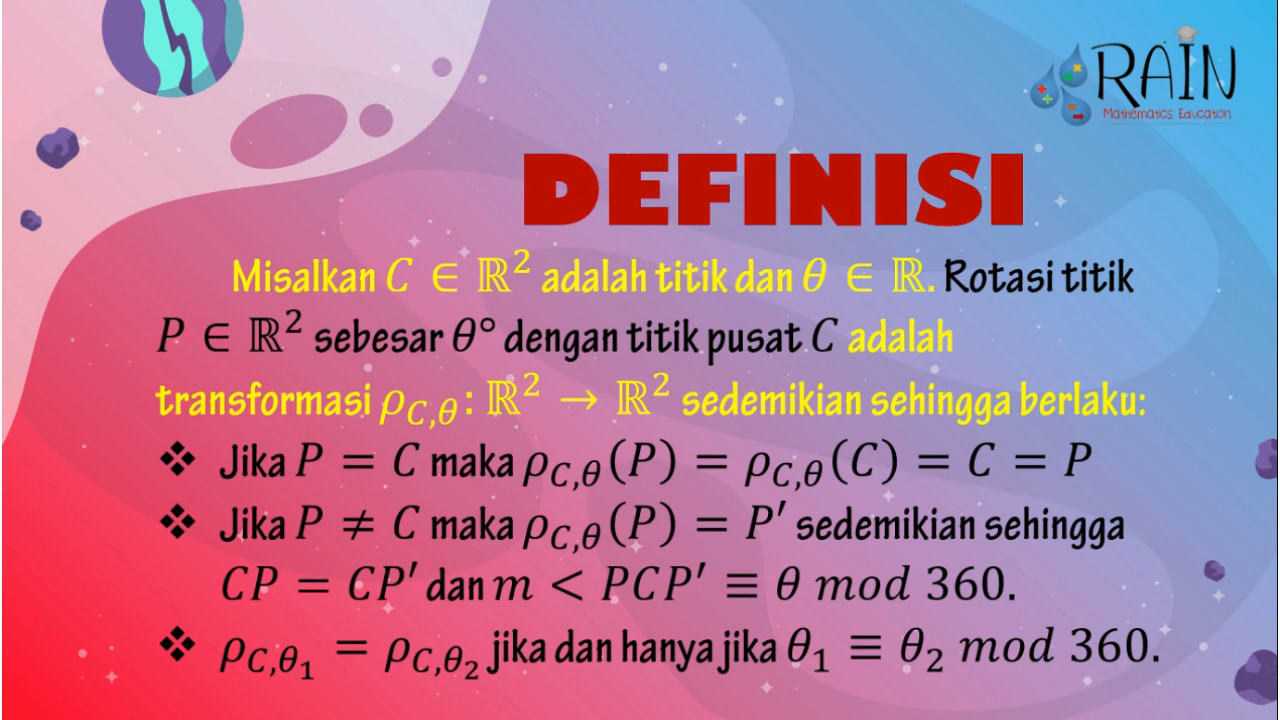 RAIN
Mathematics Education
DEFINISI
Misalkan C ∈ ℝ² adalah titik dan θ ∈ ℝ. Rotasi titik
P ∈ ℝ² sebesar θ° dengan titik pusat C adalah
transformasi ρ_{C,θ}: ℝ² → ℝ² sedemikian sehingga berlaku:
❖ Jika P = C maka ρ_{C,θ}(P) = ρ_{C,θ}(C) = C = P
❖ Jika P ≠ C maka ρ_{C,θ}(P) = P′ sedemikian sehingga
CP = CP′ dan m < PCP′ ≡ θ mod 360.
❖ ρ_{C,θ₁} = ρ_{C,θ₂} jika dan hanya jika θ₁ ≡ θ₂ mod 360.